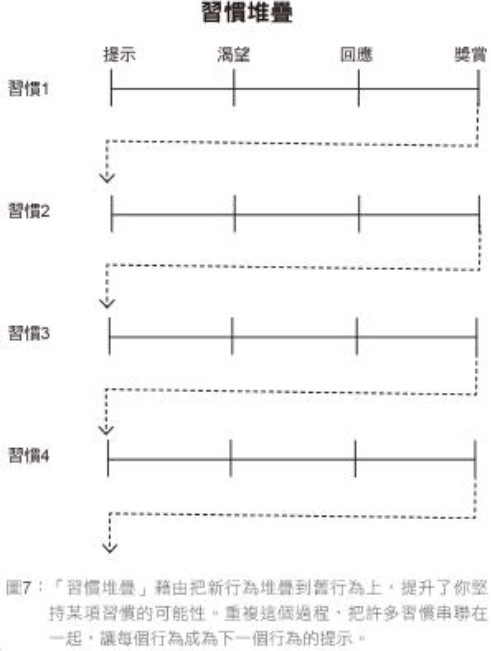 習慣堆疊
提示 渴望 回應 獎賞
習慣1
習慣2
習慣3
習慣4
圖7：「習慣堆疊」藉由把新行為堆疊到舊行為上，提升了你堅
持某項習慣的可能性。重複這個過程，把許多習慣串聯在
一起，讓每個行為成為下一個行為的提示。